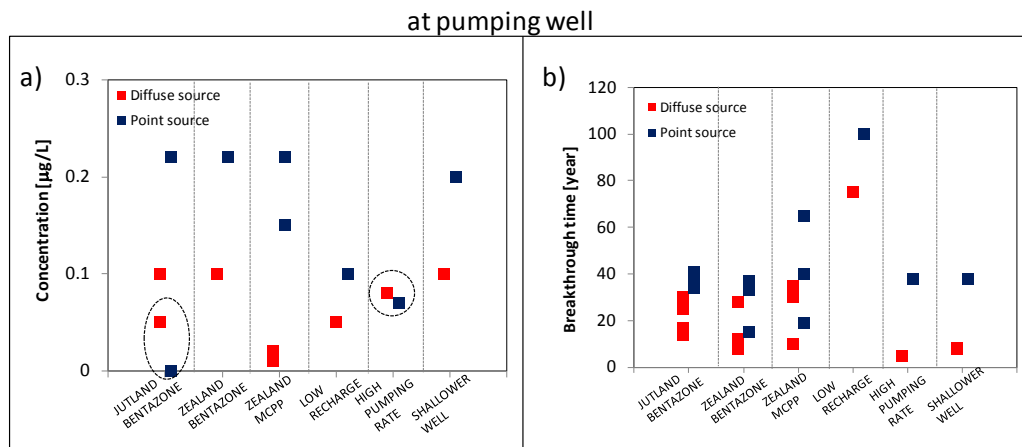 at pumping well
a)
0.3
0.2
0.1
0
Concentration [µg/L]
Diffuse source
Point source
JUTLAND
BENTAZONE
ZEALAND
BENTAZONE
ZEALAND
MCPP
LOW
RECHARGE
HIGH
PUMPING
RATE
SHALLOWER
WELL
b)
120
100
80
60
40
20
0
Breakthrough time [year]
Diffuse source
Point source
JUTLAND
BENTAZONE
ZEALAND
BENTAZONE
ZEALAND
MCPP
LOW
RECHARGE
HIGH
PUMPING
RATE
SHALLOWER
WELL